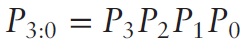 P₃:₀ = P₃P₂P₁P₀